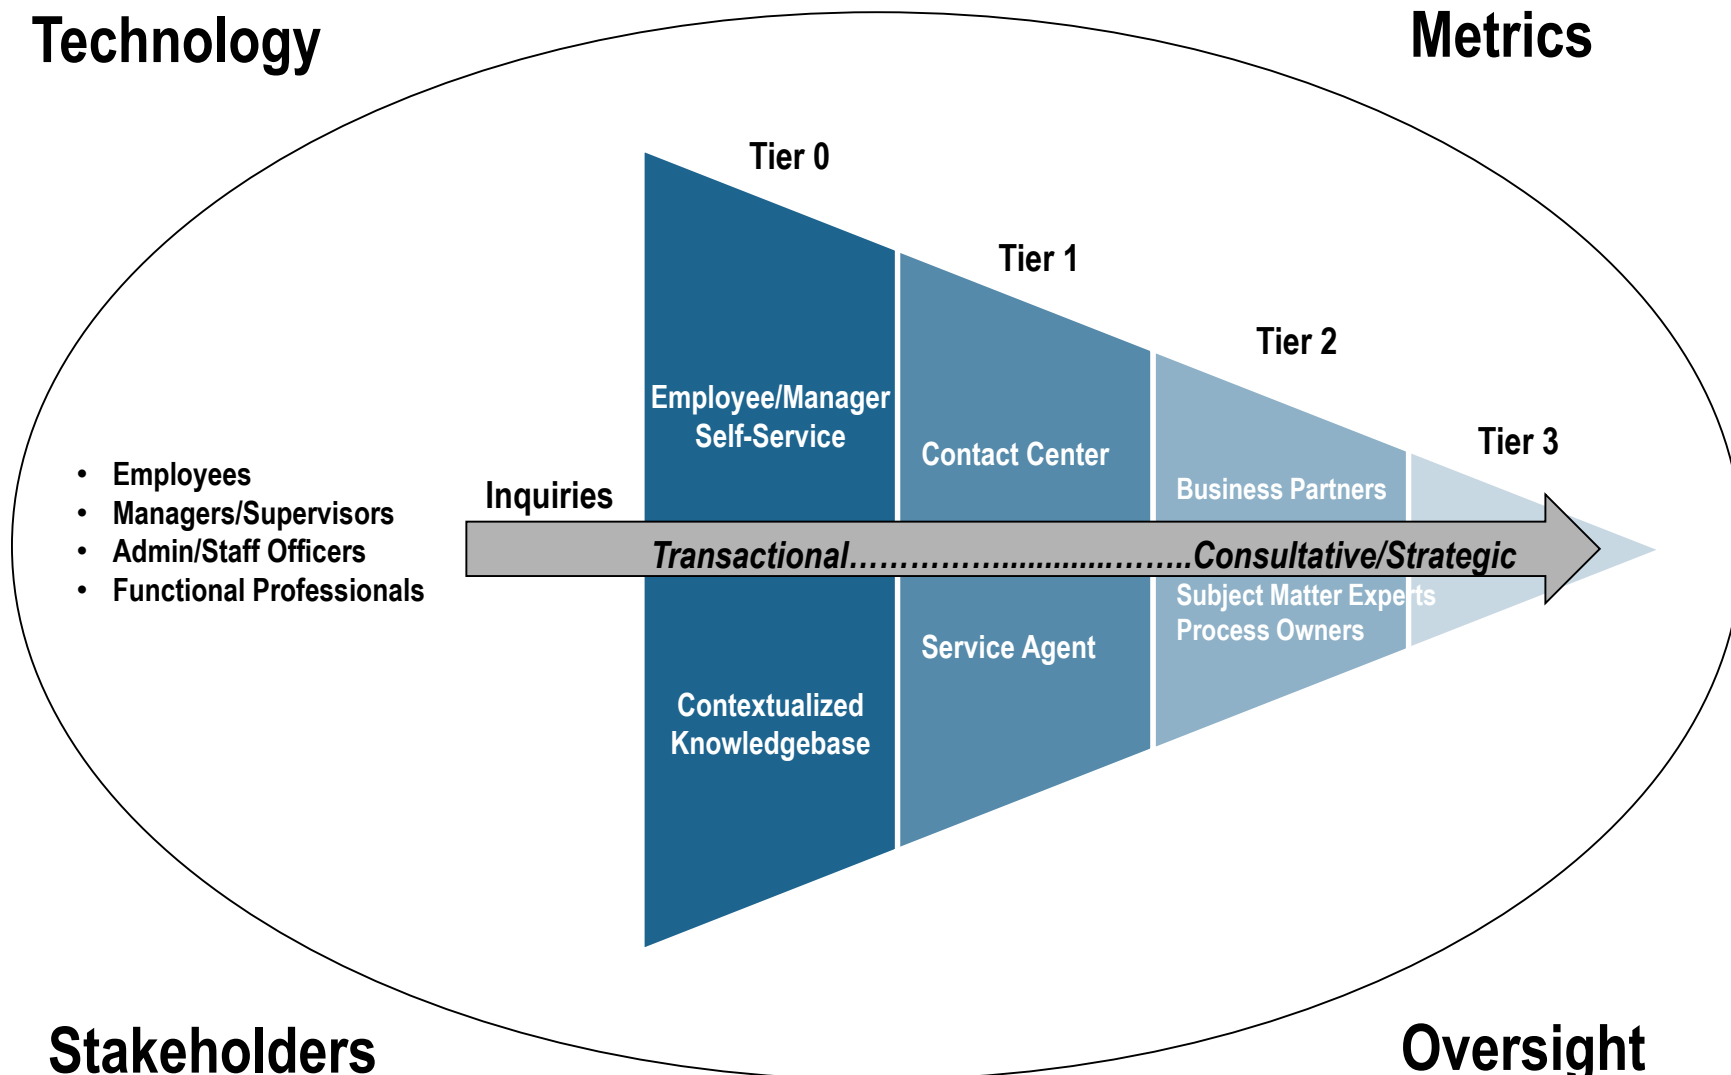 Technology
Metrics
Tier 0
Tier 1
Tier 2
Tier 3
Employee/Manager
Self-Service
Contact Center
Business Partners
• Employees
• Managers/Supervisors
• Admin/Staff Officers
• Functional Professionals
Inquiries
Transactional……………..............……..Consultative/Strategic
Subject Matter Experts
Process Owners
Service Agent
Contextualized
Knowledgebase
Stakeholders
Oversight